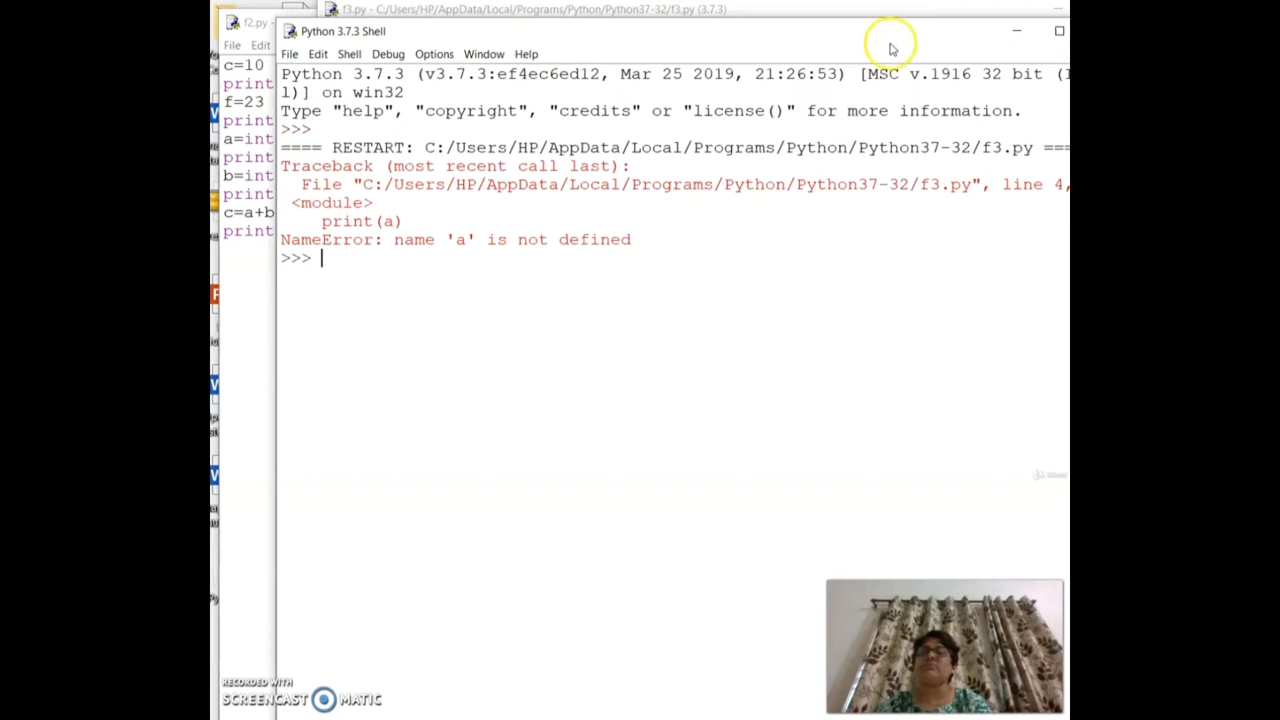 f3.py - C:/Users/HP/AppData/Local/Programs/Python/Python37-32/f3.py (3.7.3)
f2.py -
File Edit
c=10
print
f=23
print
a=int
print
b=int
print
c=a+b
print
Python 3.7.3 Shell
File Edit Shell Debug Options Window Help
Python 3.7.3 (v3.7.3:ef4ec6ed12, Mar 25 2019, 21:26:53) [MSC v.1916 32 bit (I
l)] on win32
Type "help", "copyright", "credits" or "license()" for more information.
>>>
==== RESTART: C:/Users/HP/AppData/Local/Programs/Python/Python37-32/f3.py ===
Traceback (most recent call last):
File "C:/Users/HP/AppData/Local/Programs/Python/Python37-32/f3.py", line 4,
<module>
print(a)
NameError: name 'a' is not defined
>>>
RECORDED WITH
SCREENCAST MATIC